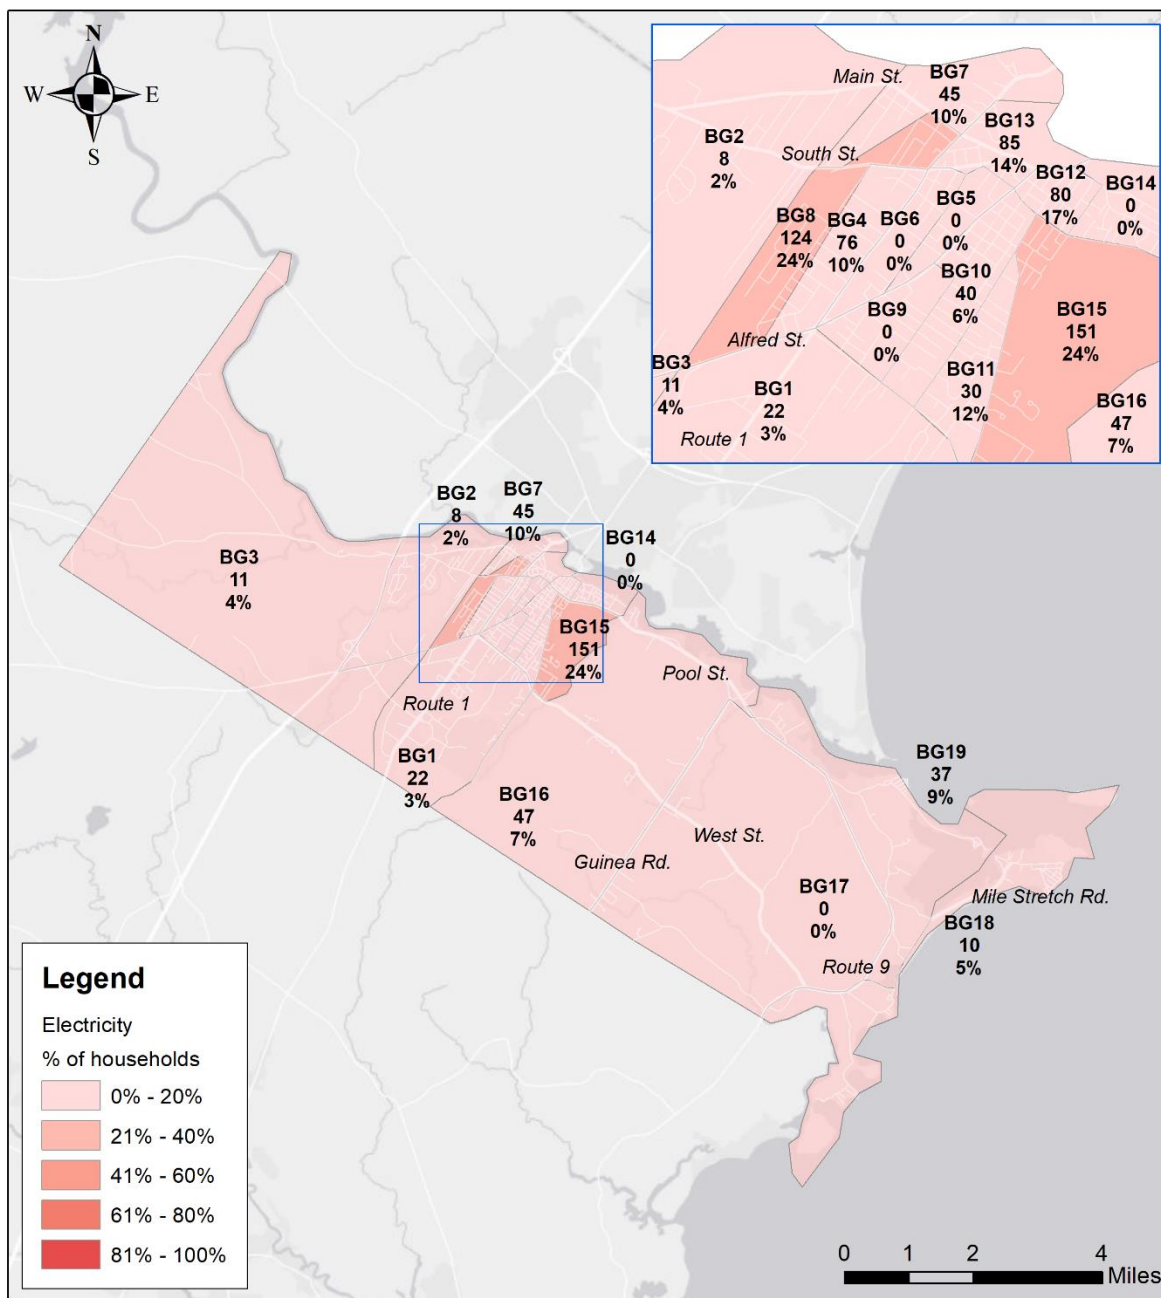 N
W
E
S
Main St.
BG7
45
10%
BG13
85
14%
BG2
8
2%
South St.
BG12
80
17%
BG14
0
0%
BG8
124
24%
BG4
76
10%
BG6
0
0%
BG5
0
0%
BG10
40
6%
BG9
0
0%
BG15
151
24%
Alfred St.
BG3
11
4%
BG1
22
3%
BG11
30
12%
BG16
47
7%
Route 1
BG2
8
2%
BG7
45
10%
BG14
0
0%
BG3
11
4%
BG15
151
24%
Pool St.
Route 1
BG1
22
3%
BG16
47
7%
BG19
37
9%
West St.
Guinea Rd.
BG17
0
0%
Mile Stretch Rd.
BG18
10
5%
Route 9
Legend
Electricity
% of households
0% - 20%
21% - 40%
41% - 60%
61% - 80%
81% - 100%
0 1 2 4
Miles